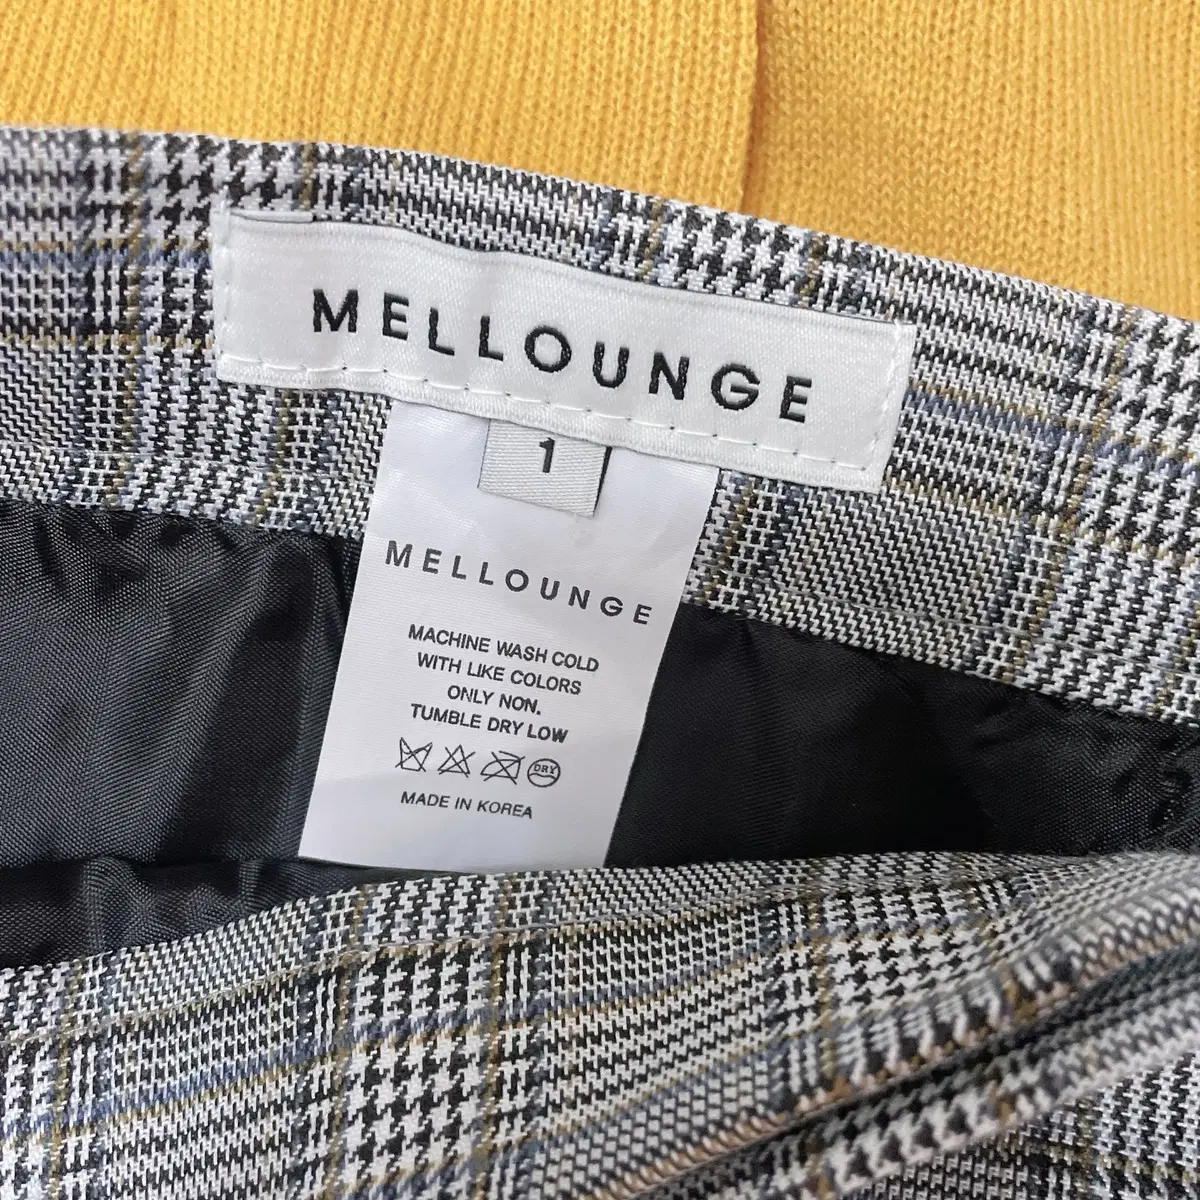 MELLOUNGE
1
MELLOUNGE
MACHINE WASH COLD
WITH LIKE COLORS
ONLY NON.
TUMBLE DRY LOW
DRY
MADE IN KOREA